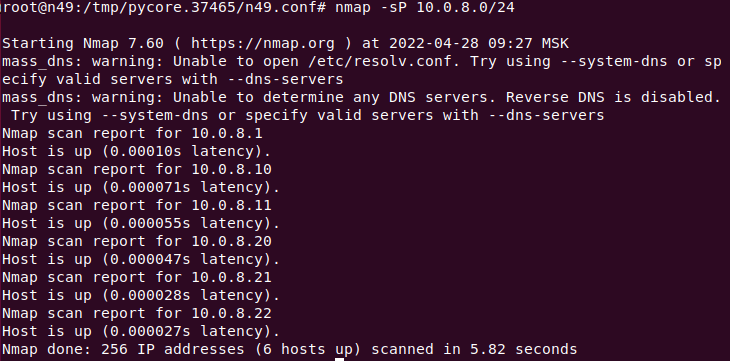 root@n49:/tmp/pycore.37465/n49.conf# nmap -sP 10.0.8.0/24
Starting Nmap 7.60 ( https://nmap.org ) at 2022-04-28 09:27 MSK
mass_dns: warning: Unable to open /etc/resolv.conf. Try using --system-dns or sp
ecify valid servers with --dns-servers
mass_dns: warning: Unable to determine any DNS servers. Reverse DNS is disabled.
 Try using --system-dns or specify valid servers with --dns-servers
Nmap scan report for 10.0.8.1
Host is up (0.00010s latency).
Nmap scan report for 10.0.8.10
Host is up (0.000071s latency).
Nmap scan report for 10.0.8.11
Host is up (0.000055s latency).
Nmap scan report for 10.0.8.20
Host is up (0.000047s latency).
Nmap scan report for 10.0.8.21
Host is up (0.000028s latency).
Nmap scan report for 10.0.8.22
Host is up (0.000027s latency).
Nmap done: 256 IP addresses (6 hosts up) scanned in 5.82 seconds